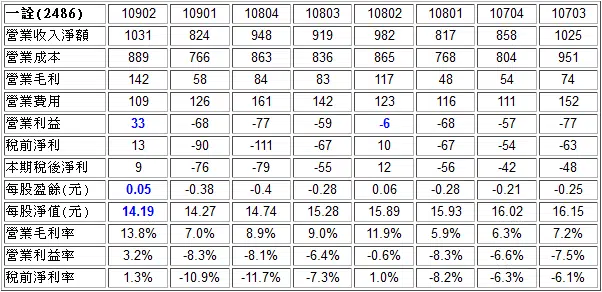 一詮(2486) 10902 10901 10804 10803 10802 10801 10704 10703
營業收入淨額 1031 824 948 919 982 817 858 1025
營業成本 889 766 863 836 865 768 804 951
營業毛利 142 58 84 83 117 48 54 74
營業費用 109 126 161 142 123 116 111 152
營業利益 33 -68 -77 -59 -6 -68 -57 -77
稅前淨利 13 -90 -111 -67 10 -67 -54 -63
本期稅後淨利 9 -76 -79 -55 12 -56 -42 -48
每股盈餘(元) 0.05 -0.38 -0.4 -0.28 0.06 -0.28 -0.21 -0.25
每股淨值(元) 14.19 14.27 14.74 15.28 15.89 15.93 16.02 16.15
營業毛利率 13.8% 7.0% 8.9% 9.0% 11.9% 5.9% 6.3% 7.2%
營業利益率 3.2% -8.3% -8.1% -6.4% -0.6% -8.3% -6.6% -7.5%
稅前淨利率 1.3% -10.9% -11.7% -7.3% 1.0% -8.2% -6.3% -6.1%